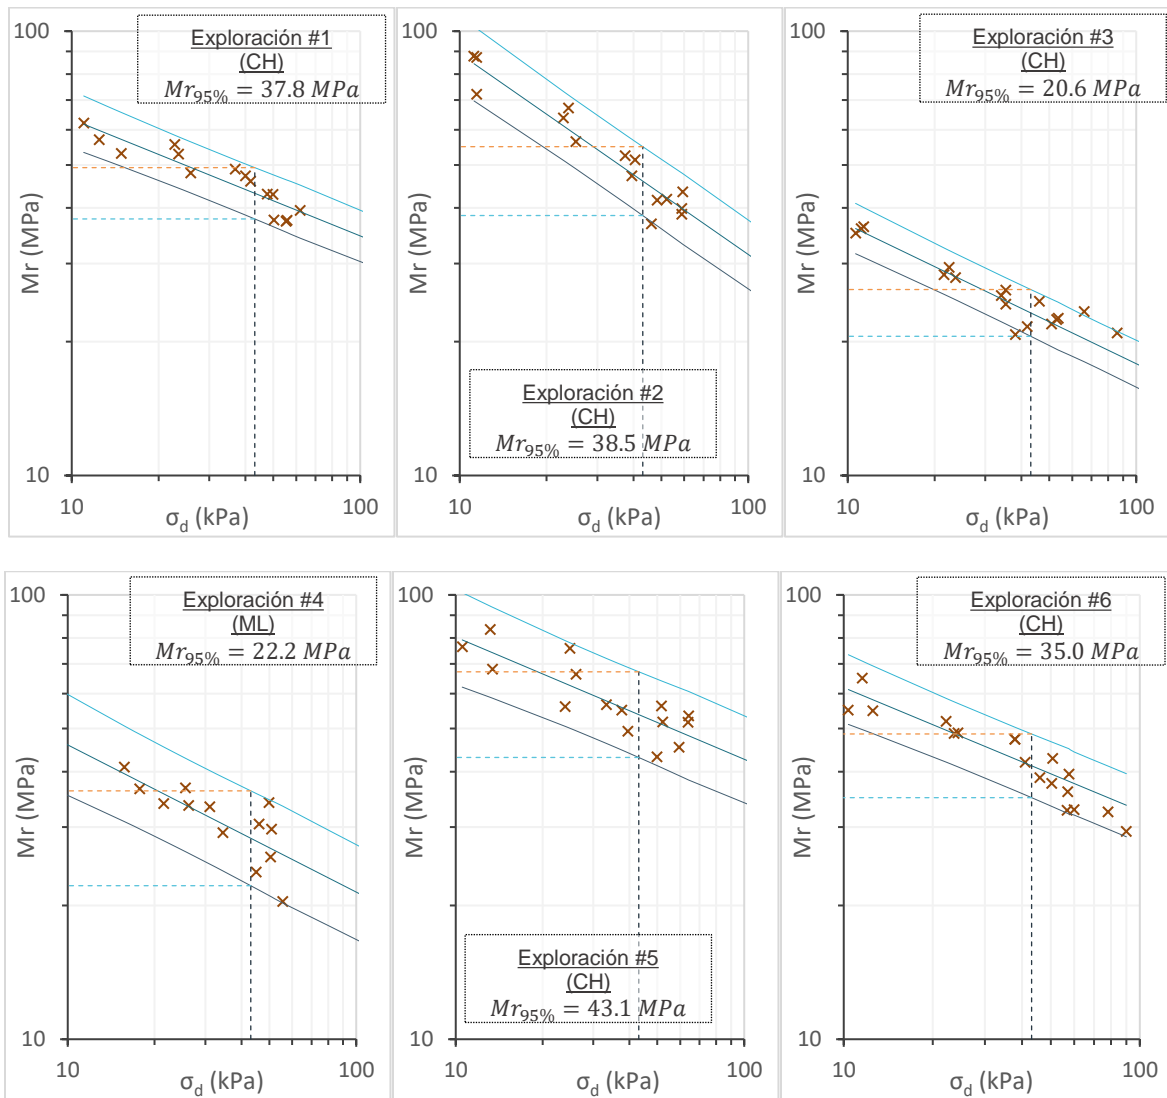 100
Exploración #1
(CH)
Mr95% = 37.8 MPa
Mr (MPa)
10
10
100
σd (kPa)
100
Exploración #2
(CH)
Mr95% = 38.5 MPa
Mr (MPa)
10
10
100
σd (kPa)
100
Exploración #3
(CH)
Mr95% = 20.6 MPa
Mr (MPa)
10
10
100
σd (kPa)
100
Exploración #4
(ML)
Mr95% = 22.2 MPa
Mr (MPa)
10
10
100
σd (kPa)
100
Exploración #5
(CH)
Mr95% = 43.1 MPa
Mr (MPa)
10
10
100
σd (kPa)
100
Exploración #6
(CH)
Mr95% = 35.0 MPa
Mr (MPa)
10
10
100
σd (kPa)